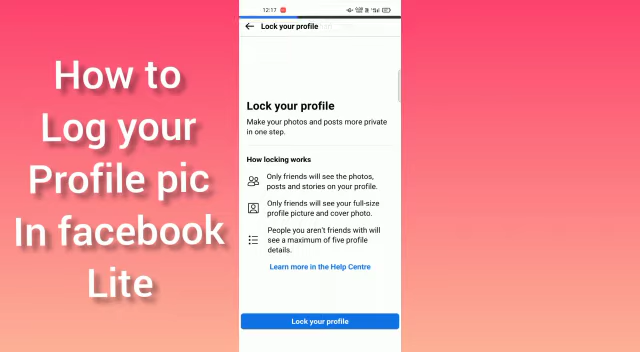 How to
Log your
Profile pic
In facebook
Lite
12:17
Lock your profile
Lock your profile
Make your photos and posts more private
in one step.
How locking works
Only friends will see the photos,
posts and stories on your profile.
Only friends will see your full-size
profile picture and cover photo.
People you aren't friends with will
see a maximum of five profile
details.
Learn more in the Help Centre
Lock your profile